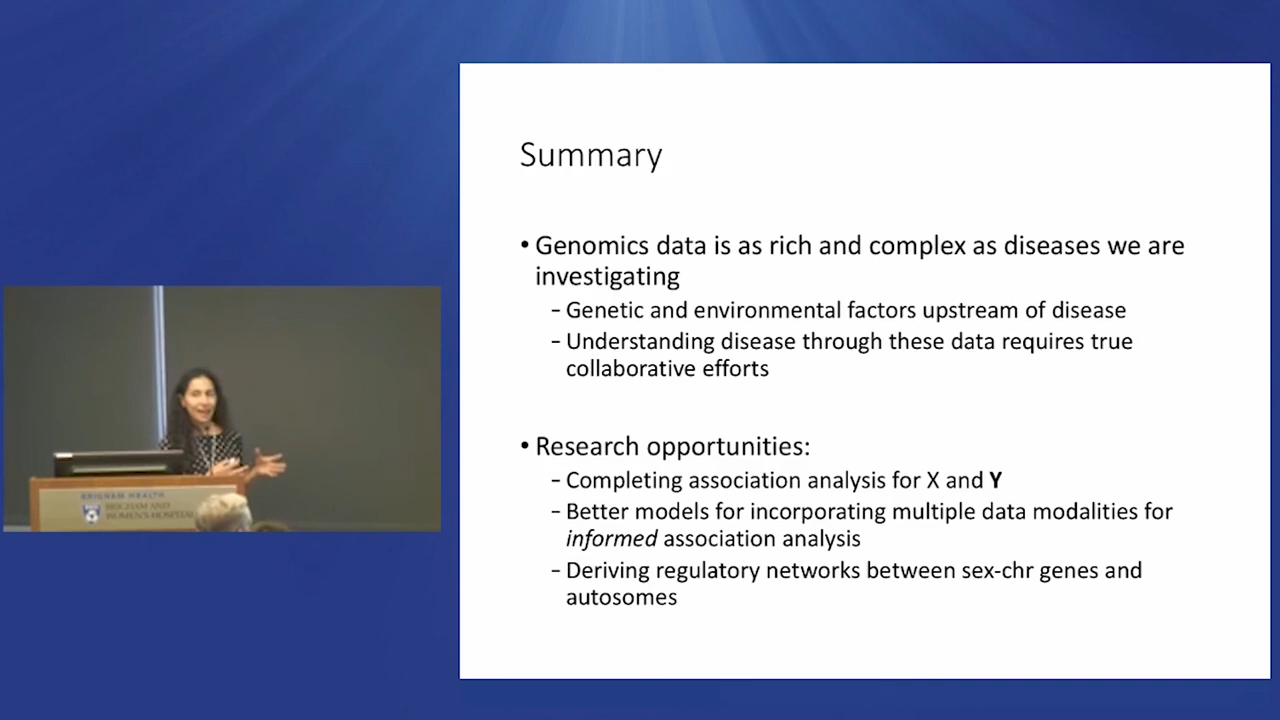 Summary
• Genomics data is as rich and complex as diseases we are
investigating
– Genetic and environmental factors upstream of disease
– Understanding disease through these data requires true
collaborative efforts
• Research opportunities:
– Completing association analysis for X and Y
– Better models for incorporating multiple data modalities for
informed association analysis
– Deriving regulatory networks between sex-chr genes and
autosomes
BRIGHAM HEALTH
BRIGHAM AND
WOMEN'S HOSPITAL